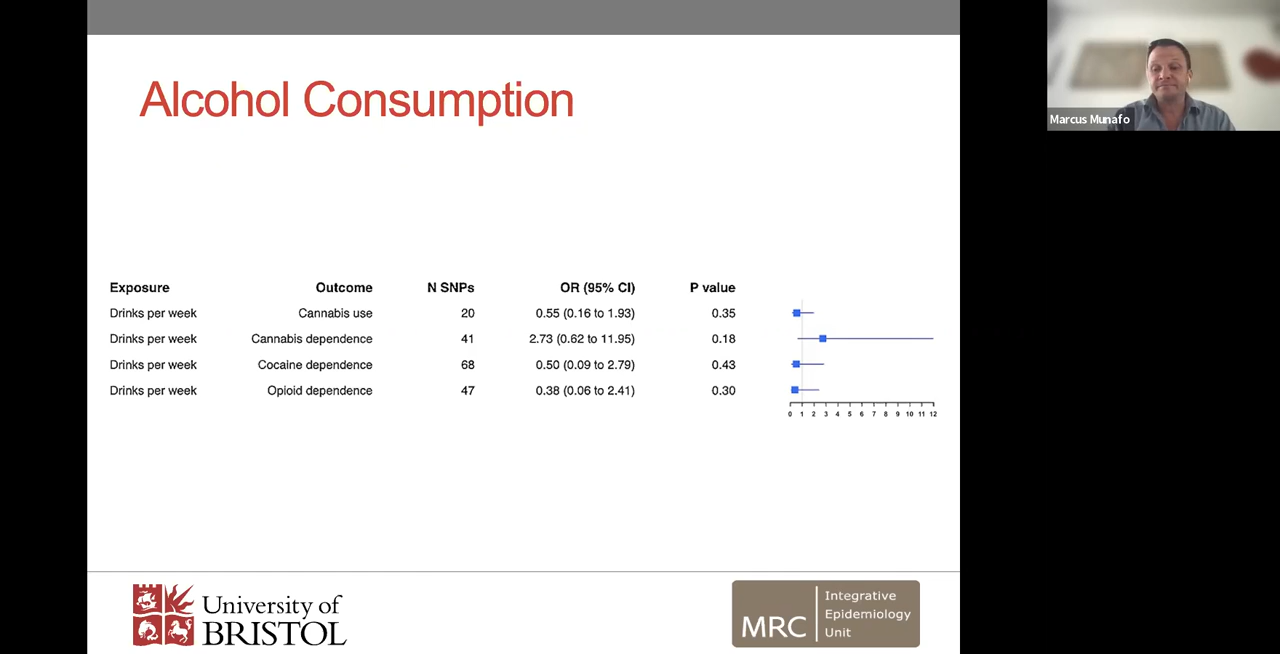 Alcohol Consumption
Marcus Munafo
Exposure Outcome N SNPs OR (95% CI) P value
Drinks per week Cannabis use 20 0.55 (0.16 to 1.93) 0.35
Drinks per week Cannabis dependence 41 2.73 (0.62 to 11.95) 0.18
Drinks per week Cocaine dependence 68 0.50 (0.09 to 2.79) 0.43
Drinks per week Opioid dependence 47 0.38 (0.06 to 2.41) 0.30
0 1 2 3 4 5 6 7 8 9 10 11 12
University of
BRISTOL
MRC
Integrative
Epidemiology
Unit